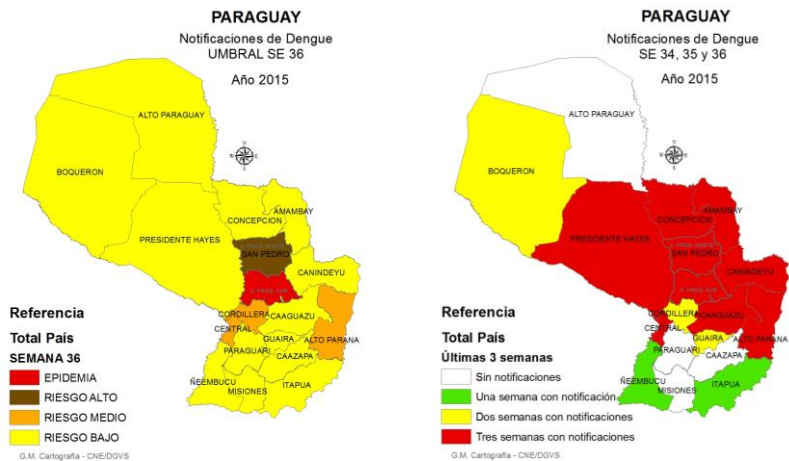 PARAGUAY
Notificaciones de Dengue
UMBRAL SE 36
Año 2015
ALTO PARAGUAY
BOQUERON
N
W
E
S
PRESIDENTE HAYES
CONCEPCION
AMAMBAY
SAN PEDRO
CANINDEYU
CORDILLERA
CENTRAL
CAAGUAZU
ALTO PARANA
PARAGUARI
GUAIRA
CAAZAPA
ÑEEMBUCU
MISIONES
ITAPUA
Referencia
Total País
SEMANA 36
EPIDEMIA
RIESGO ALTO
RIESGO MEDIO
RIESGO BAJO
G.M. Cartografía - CNE/DGVS
PARAGUAY
Notificaciones de Dengue
SE 34, 35 y 36
Año 2015
ALTO PARAGUAY
BOQUERON
N
W
E
S
PRESIDENTE HAYES
CONCEPCION
AMAMBAY
SAN PEDRO
CANINDEYU
CORDILLERA
CENTRAL
CAAGUAZU
ALTO PARANA
PARAGUARI
GUAIRA
CAAZAPA
ÑEEMBUCU
MISIONES
ITAPUA
Referencia
Total País
Últimas 3 semanas
Sin notificaciones
Una semana con notificación
Dos semanas con notificaciones
Tres semanas con notificaciones
G.M. Cartografía - CNE/DGVS